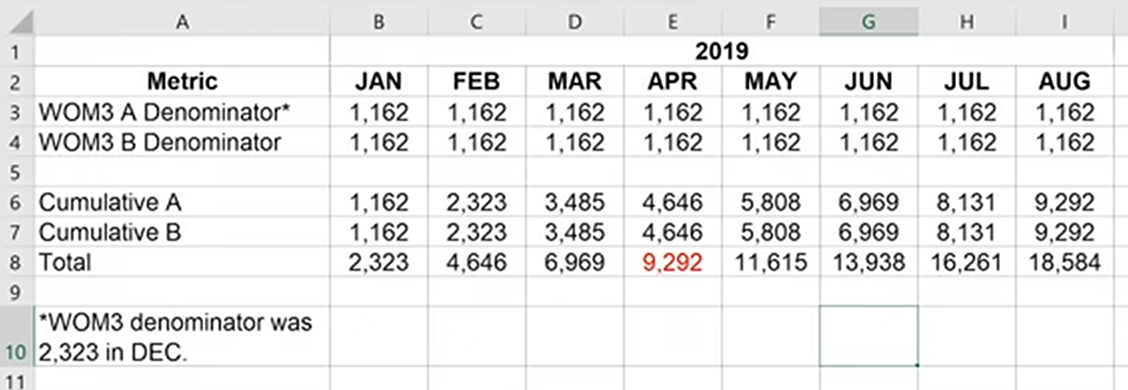 A B C D E F G H I
1 2019
2 Metric JAN FEB MAR APR MAY JUN JUL AUG
3 WOM3 A Denominator* 1,162 1,162 1,162 1,162 1,162 1,162 1,162 1,162
4 WOM3 B Denominator 1,162 1,162 1,162 1,162 1,162 1,162 1,162 1,162
5
6 Cumulative A 1,162 2,323 3,485 4,646 5,808 6,969 8,131 9,292
7 Cumulative B 1,162 2,323 3,485 4,646 5,808 6,969 8,131 9,292
8 Total 2,323 4,646 6,969 9,292 11,615 13,938 16,261 18,584
9
*WOM3 denominator was
10 2,323 in DEC.
11